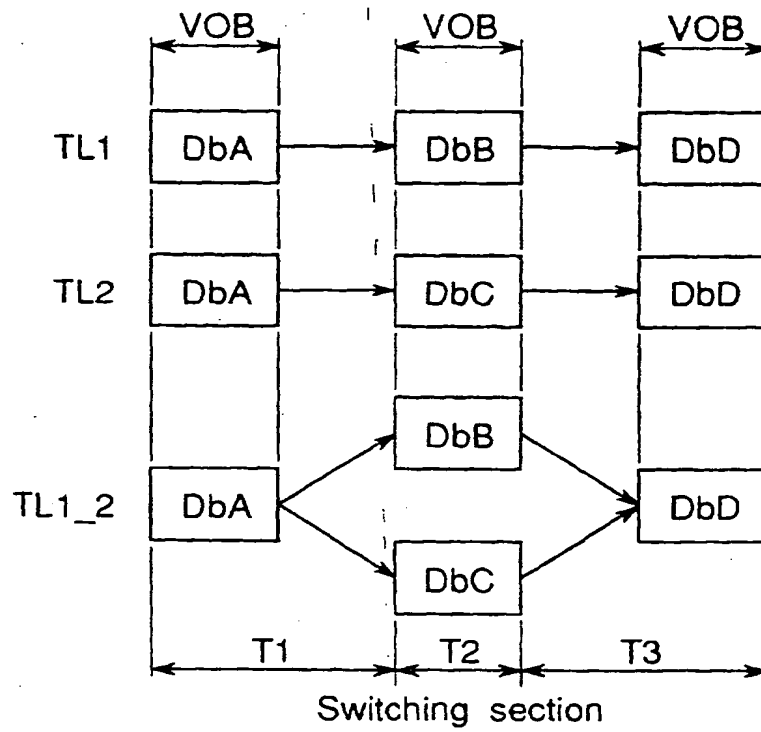 VOB VOB VOB
TL1 DbA DbB DbD
TL2 DbA DbC DbD
DbB
TL1_2 DbA DbD
DbC
T1 T2 T3
Switching section